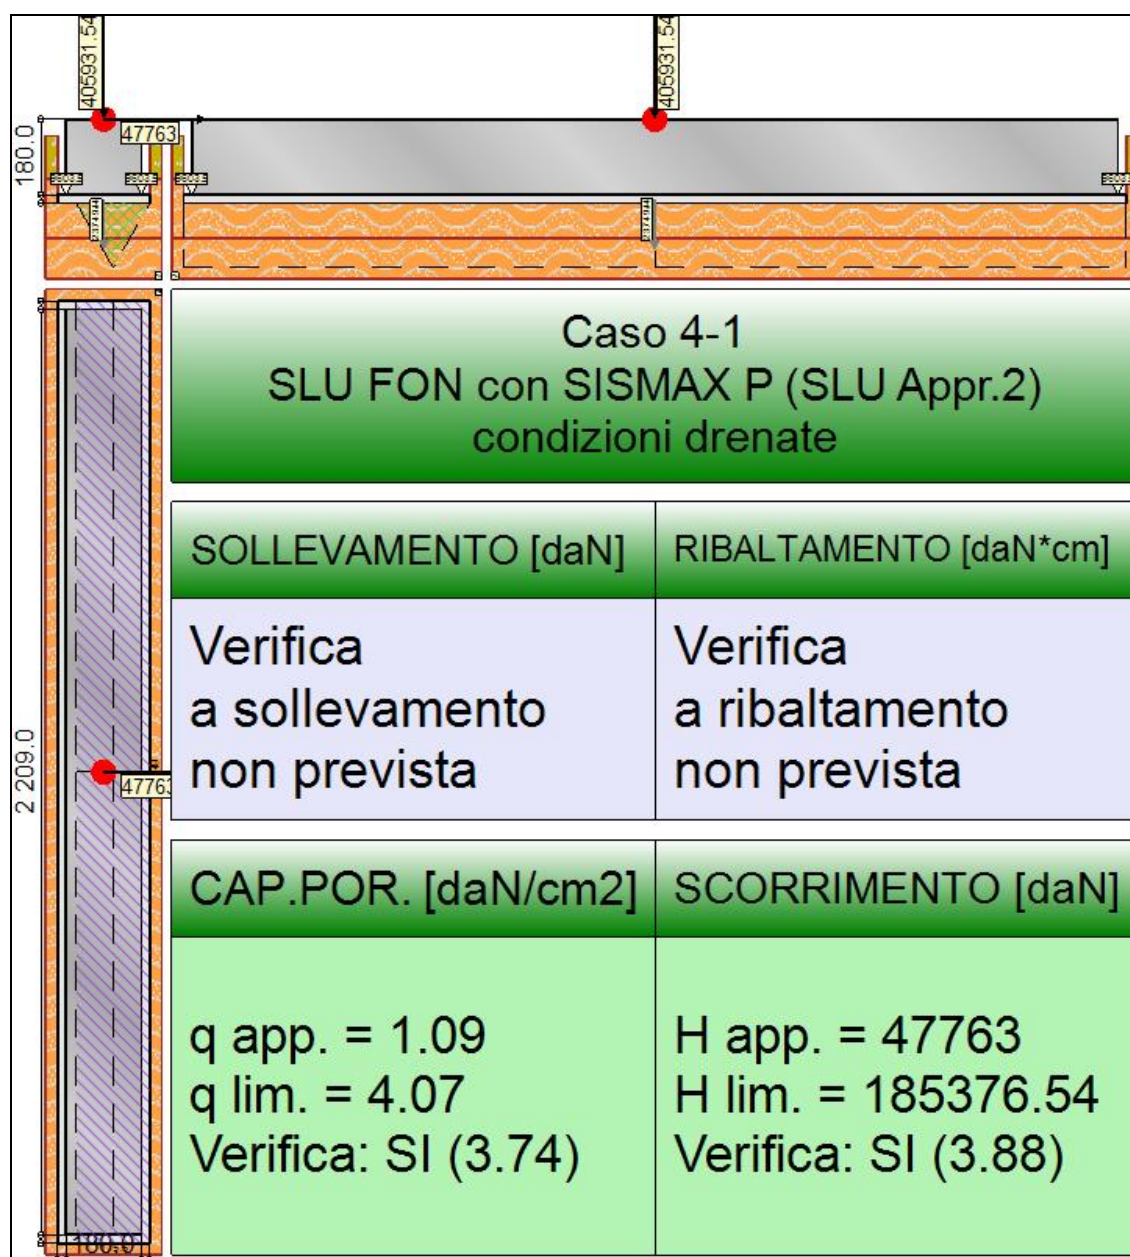 405931.54
405931.54
47763
180.0
Caso 4-1
SLU FON con SISMAX P (SLU Appr.2)
condizioni drenate
SOLLEVAMENTO [daN]
RIBALTAMENTO [daN*cm]
Verifica
a sollevamento
non prevista
Verifica
a ribaltamento
non prevista
2 209.0
47763
CAP.POR. [daN/cm2]
SCORRIMENTO [daN]
q app. = 1.09
q lim. = 4.07
Verifica: SI (3.74)
H app. = 47763
H lim. = 185376.54
Verifica: SI (3.88)
180.0